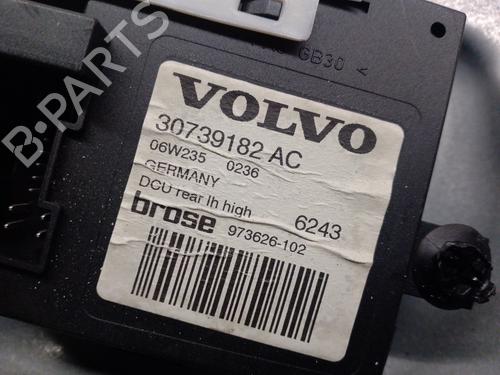 GB30 <
VOLVO
30739182 AC
06W235 0236
GERMANY
DCU rear lh high 6243
brose 973626-102
B-PARTS